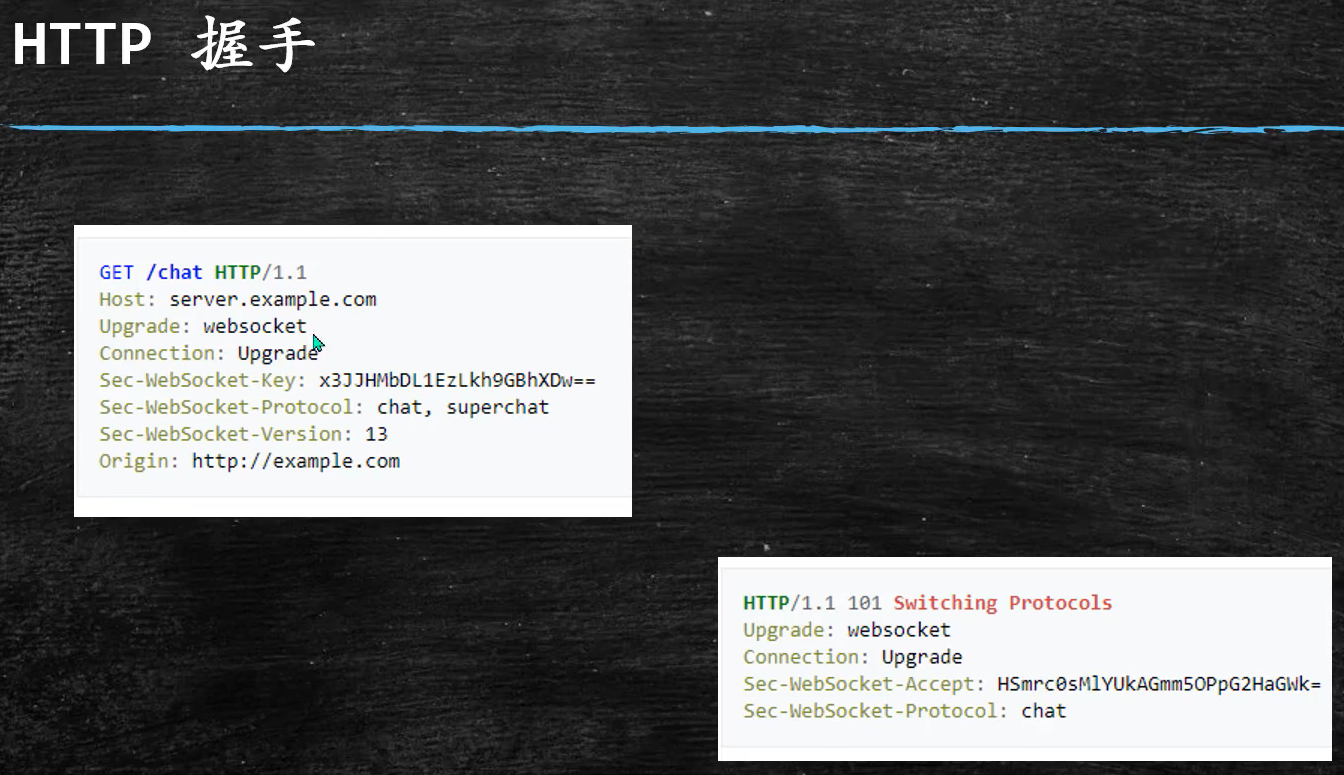 HTTP 握手
GET /chat HTTP/1.1
Host: server.example.com
Upgrade: websocket
Connection: Upgrade
Sec-WebSocket-Key: x3JJHMbDL1EzLkh9GBhXDw==
Sec-WebSocket-Protocol: chat, superchat
Sec-WebSocket-Version: 13
Origin: http://example.com
HTTP/1.1 101 Switching Protocols
Upgrade: websocket
Connection: Upgrade
Sec-WebSocket-Accept: HSmrc0sMlYUkAGmm5OPpG2HaGWk=
Sec-WebSocket-Protocol: chat